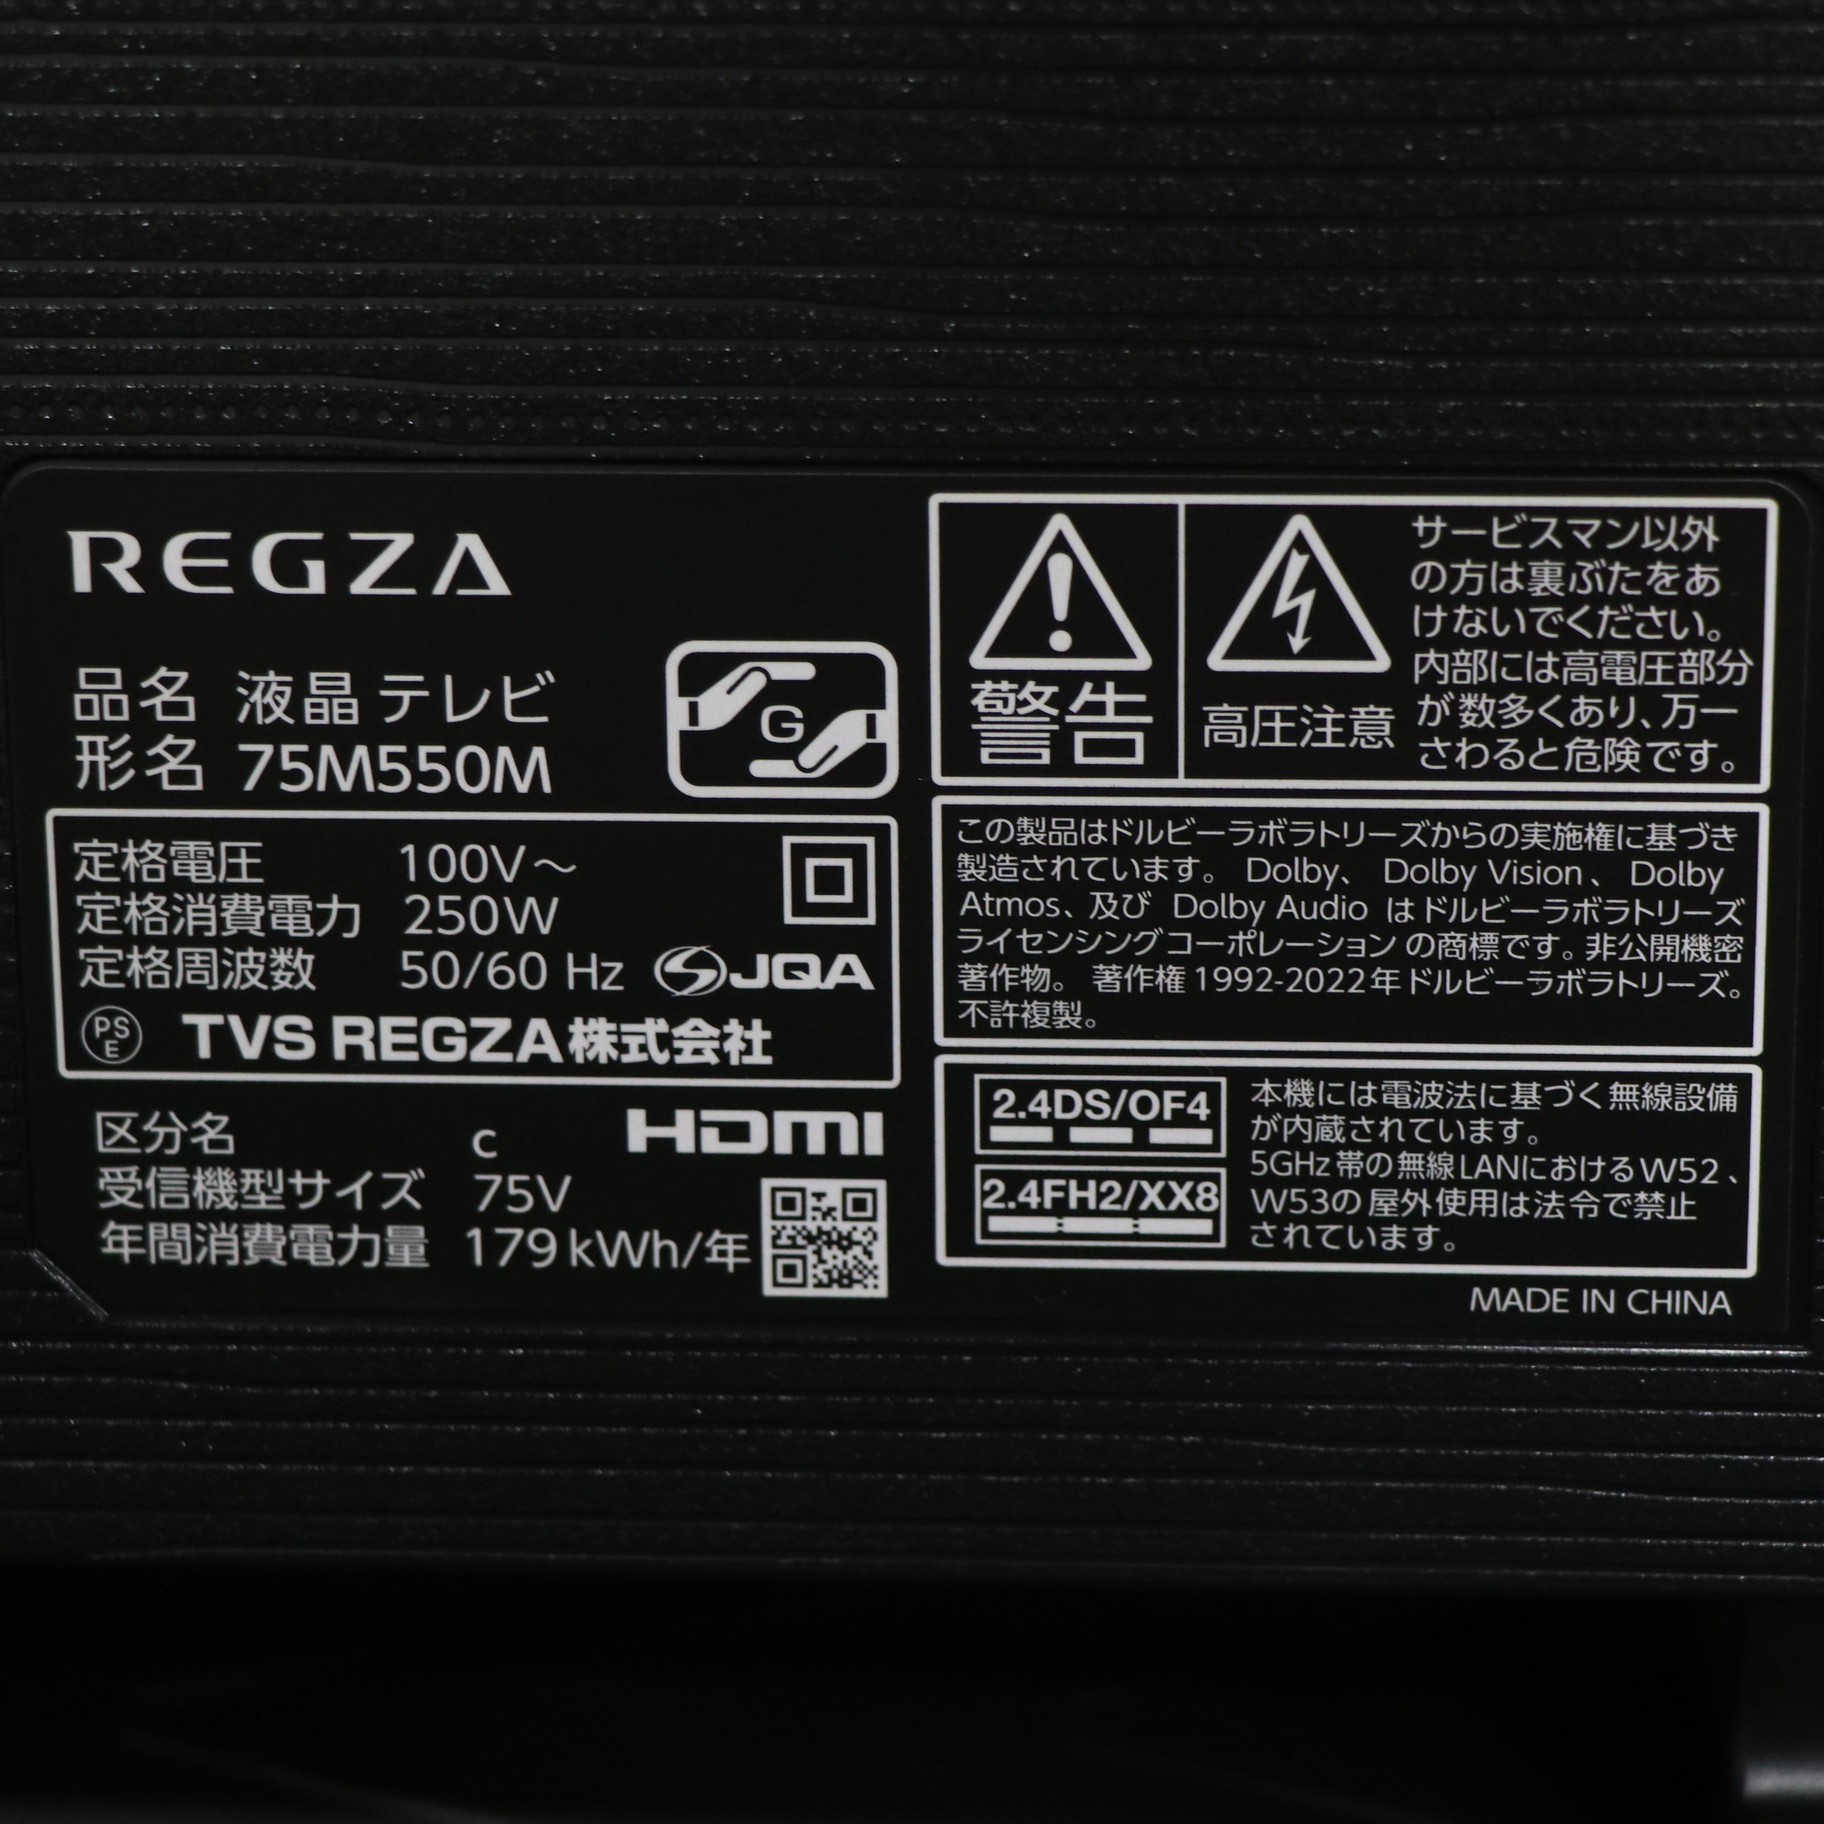 REGZA
品名 液晶 テレビ
形名 75M550M
G
定格電圧 100V～
定格消費電力 250W
定格周波数 50/60 Hz JQA
PSE TVS REGZA株式会社
区分名 c HDMI
受信機型サイズ 75V
年間消費電力量 179kWh/年
警告
高圧注意
サービスマン以外
の方は裏ぶたをあ
けないでください。
内部には高電圧部分
が数多くあり、万一
さわると危険です。
この製品はドルビーラボラトリーズからの実施権に基づき
製造されています。 Dolby、 Dolby Vision、 Dolby
Atmos、及び Dolby Audio はドルビーラボラトリーズ
ライセンシングコーポレーションの商標です。非公開機密
著作物。 著作権1992-2022年ドルビーラボラトリーズ。
不許複製。
2.4DS/OF4
2.4FH2/XX8
本機には電波法に基づく無線設備
が内蔵されています。
5GHz帯の無線LANにおけるW52、
W53の屋外使用は法令で禁止
されています。
MADE IN CHINA